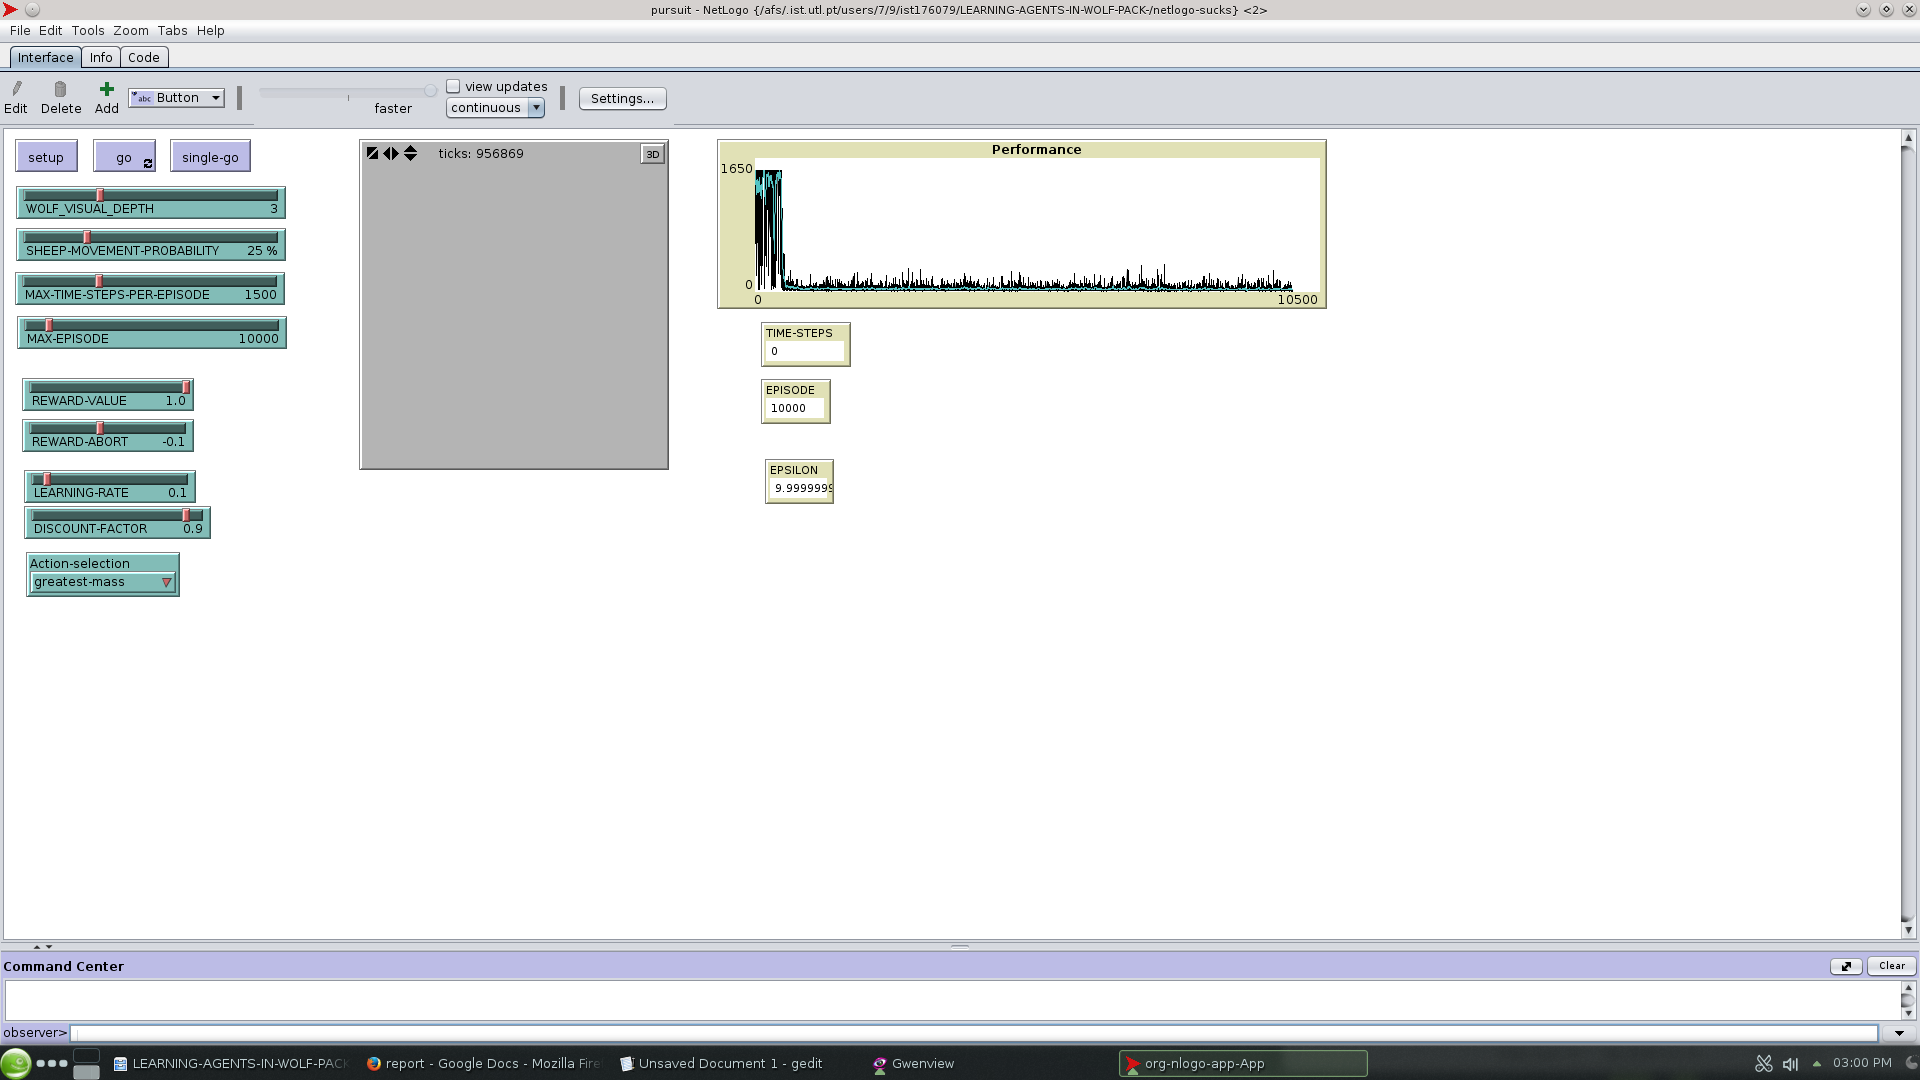 pursuit - NetLogo {/afs/.ist.utl.pt/users/7/9/ist176079/LEARNING-AGENTS-IN-WOLF-PACK-/netlogo-sucks} <2>
File Edit Tools Zoom Tabs Help
Interface Info Code
Edit Delete Add abc Button faster view updates continuous Settings...
setup go single-go
WOLF_VISUAL_DEPTH 3
SHEEP-MOVEMENT-PROBABILITY 25 %
MAX-TIME-STEPS-PER-EPISODE 1500
MAX-EPISODE 10000
REWARD-VALUE 1.0
REWARD-ABORT -0.1
LEARNING-RATE 0.1
DISCOUNT-FACTOR 0.9
Action-selection
greatest-mass
ticks: 956869 3D
Performance
1650
0
0 10500
TIME-STEPS
0
EPISODE
10000
EPSILON
9.9999999
Command Center Clear
observer>
LEARNING-AGENTS-IN-WOLF-PACK report - Google Docs - Mozilla Fire Unsaved Document 1 - gedit Gwenview org-nlogo-app-App 03:00 PM